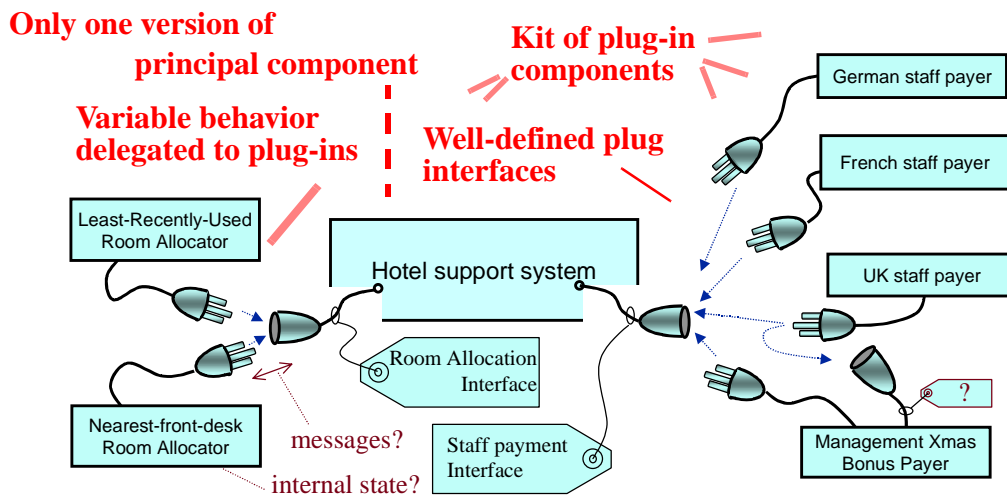 Only one version of
principal component
Kit of plug-in
components
Variable behavior
delegated to plug-ins
Well-defined plug
interfaces
German staff payer
French staff payer
Least-Recently-Used
Room Allocator
Hotel support system
UK staff payer
Room Allocation
Interface
?
Nearest-front-desk
Room Allocator
messages?
internal state?
Staff payment
Interface
Management Xmas
Bonus Payer